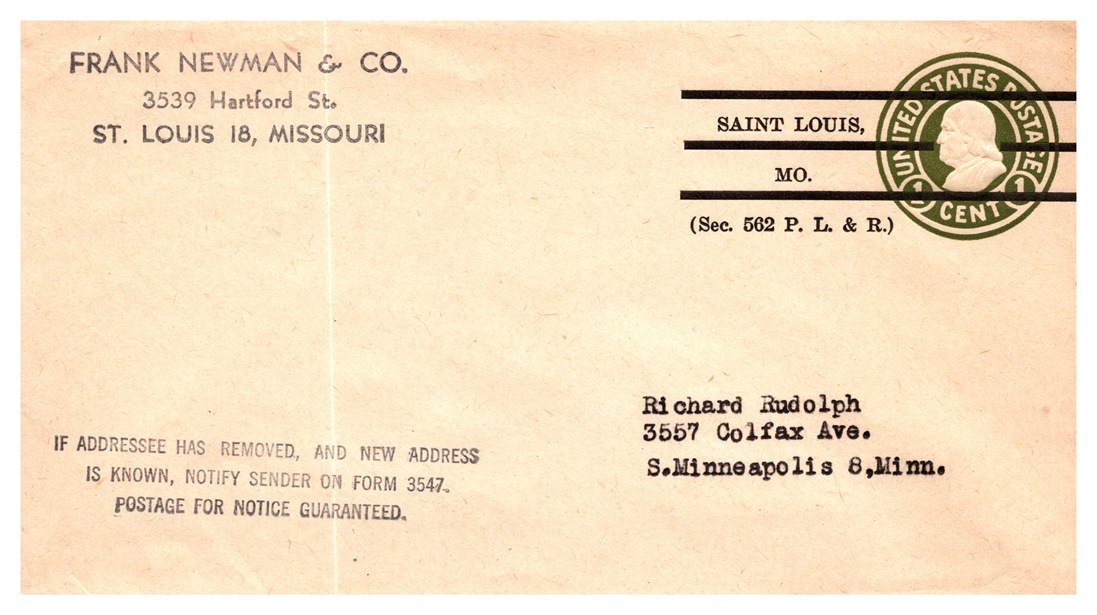 FRANK NEWMAN & CO.
3539 Hartford St.
ST. LOUIS 18, MISSOURI
SAINT LOUIS,
MO.
(Sec. 562 P. L. & R.)
UNITED STATES POSTAGE
1 CENT 1
Richard Rudolph
3557 Colfax Ave.
S.Minneapolis 8,Minn.
IF ADDRESSEE HAS REMOVED, AND NEW ADDRESS
IS KNOWN, NOTIFY SENDER ON FORM 3547.
POSTAGE FOR NOTICE GUARANTEED.